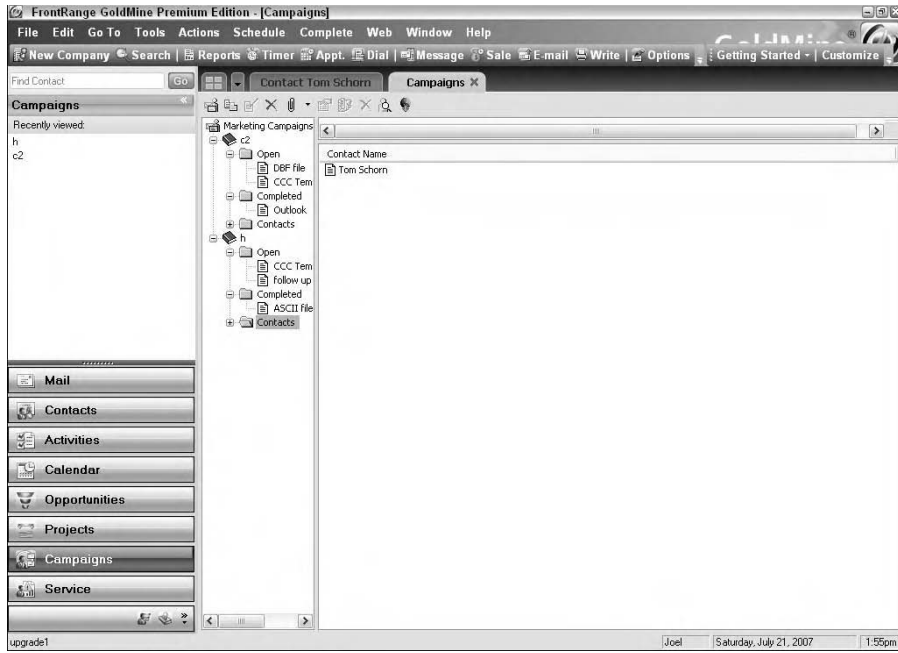 FrontRange GoldMine Premium Edition - [Campaigns]
File Edit Go To Tools Actions Schedule Complete Web Window Help
GoldMine ®
New Company Search | Reports Timer Appt. Dial | Message Sale E-mail Write | Options Getting Started | Customize
Find Contact Go Contact Tom Schorn Campaigns
Campaigns
Recently viewed:
h
c2
Mail
Contacts
Activities
Calendar
Opportunities
Projects
Campaigns
Service
Marketing Campaigns
c2
Open
DBF file
CCC Tem
Completed
Outlook
Contacts
h
Open
CCC Tem
follow up
Completed
ASCII file
Contacts
Contact Name
Tom Schorn
upgrade1 Joel Saturday, July 21, 2007 1:55pm